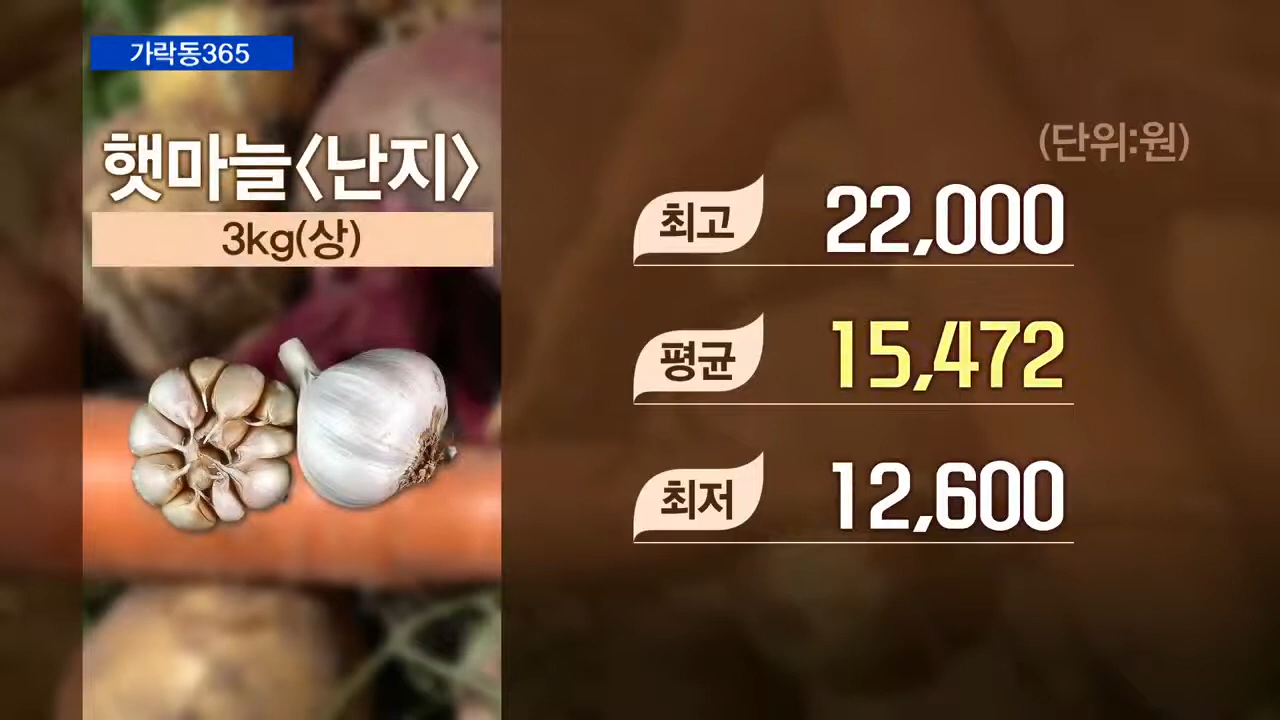 가락동365
햇마늘<난지>
3kg(상)
(단위:원)
최고 22,000
평균 15,472
최저 12,600